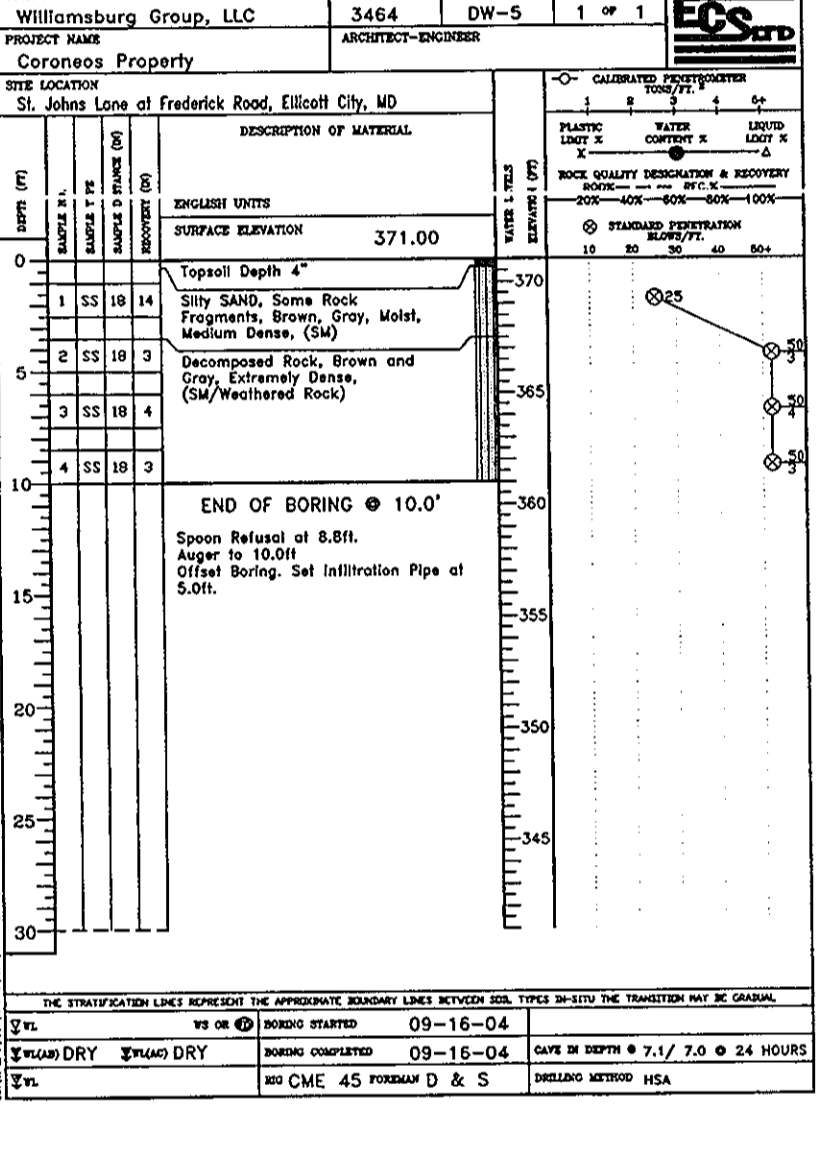 Williamsburg Group, LLC
3464
DW-5
1 OF 1
ECS LTD
PROJECT NAME
Coroneos Property
ARCHITECT-ENGINEER
SITE LOCATION
St. Johns Lane at Frederick Road, Ellicott City, MD
CALIBRATED PENETROMETER
TONS/FT.²
1 2 3 4 5+
PLASTIC LIMIT %
WATER CONTENT %
LIQUID LIMIT %
X
ROCK QUALITY DESIGNATION & RECOVERY
RQD%
REC.%
20% 40% 60% 80% 100%
STANDARD PENETRATION
BLOWS/FT.
10 20 30 40 50+
DEPTH (FT)
SAMPLE TYPE
RECOVERY (IN)
DESCRIPTION OF MATERIAL
ENGLISH UNITS
SURFACE ELEVATION 371.00
0
Topsoil Depth 4"
370
1 SS 18 14
Silty SAND, Some Rock
Fragments, Brown, Gray, Moist,
Medium Dense, (SM)
25
2 SS 18 3
Decomposed Rock, Brown and
Gray, Extremely Dense,
(SM/Weathered Rock)
50
3
5
365
3 SS 18 4
50
4
4 SS 18 3
50
3
10
END OF BORING @ 10.0'
360
Spoon Refusal at 8.8ft.
Auger to 10.0ft
Offset Boring. Set Infiltration Pipe at
5.0ft.
15
355
20
350
25
345
30
THE STRATIFICATION LINES REPRESENT THE APPROXIMATE BOUNDARY LINES BETWEEN SOIL TYPES IN-SITU THE TRANSITION MAY BE GRADUAL
WL
WS OR
BORING STARTED 09-16-04
WL(AB) DRY
WL(AC) DRY
BORING COMPLETED 09-16-04
CAVE IN DEPTH @ 7.1/ 7.0 @ 24 HOURS
WL
RIG CME 45 FOREMAN D & S
DRILLING METHOD HSA